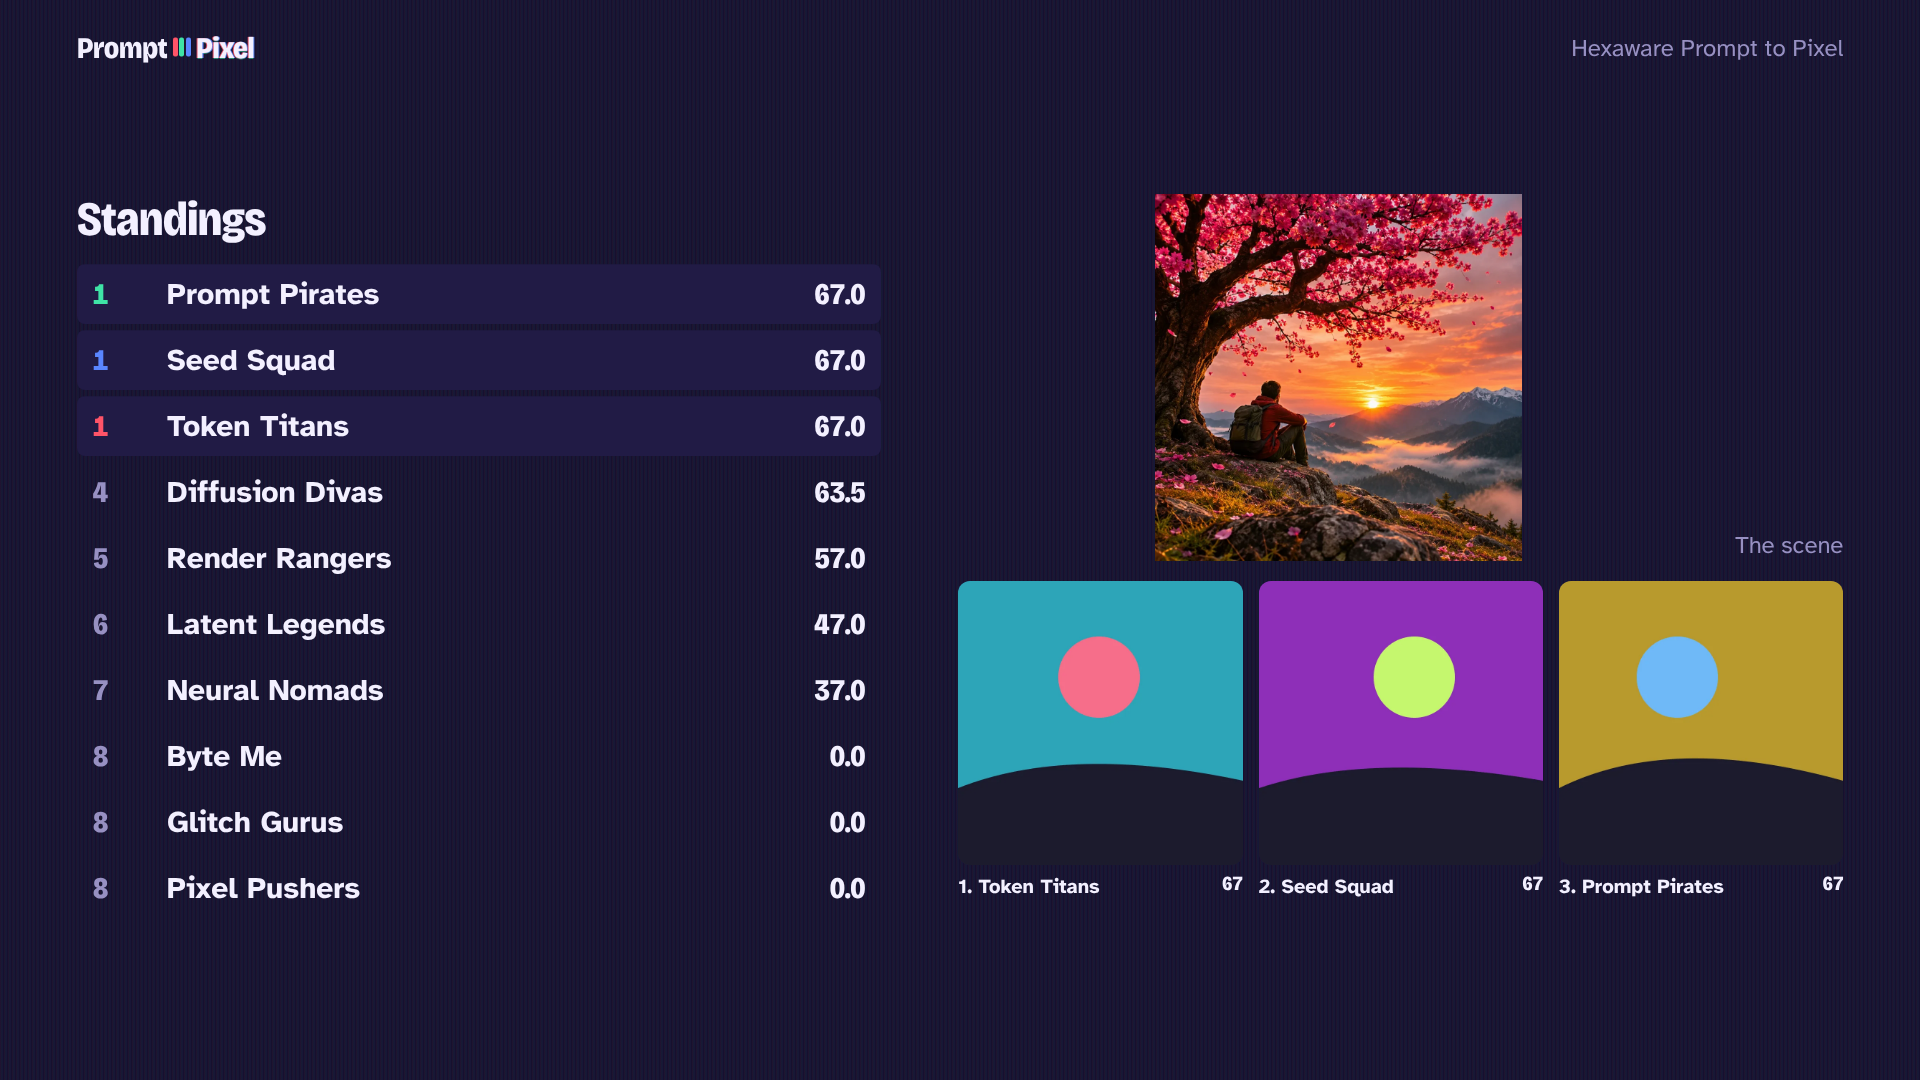 Prompt Pixel
Hexaware Prompt to Pixel
Standings
1 Prompt Pirates 67.0
1 Seed Squad 67.0
1 Token Titans 67.0
4 Diffusion Divas 63.5
5 Render Rangers 57.0
6 Latent Legends 47.0
7 Neural Nomads 37.0
8 Byte Me 0.0
8 Glitch Gurus 0.0
8 Pixel Pushers 0.0
The scene
1. Token Titans 67
2. Seed Squad 67
3. Prompt Pirates 67